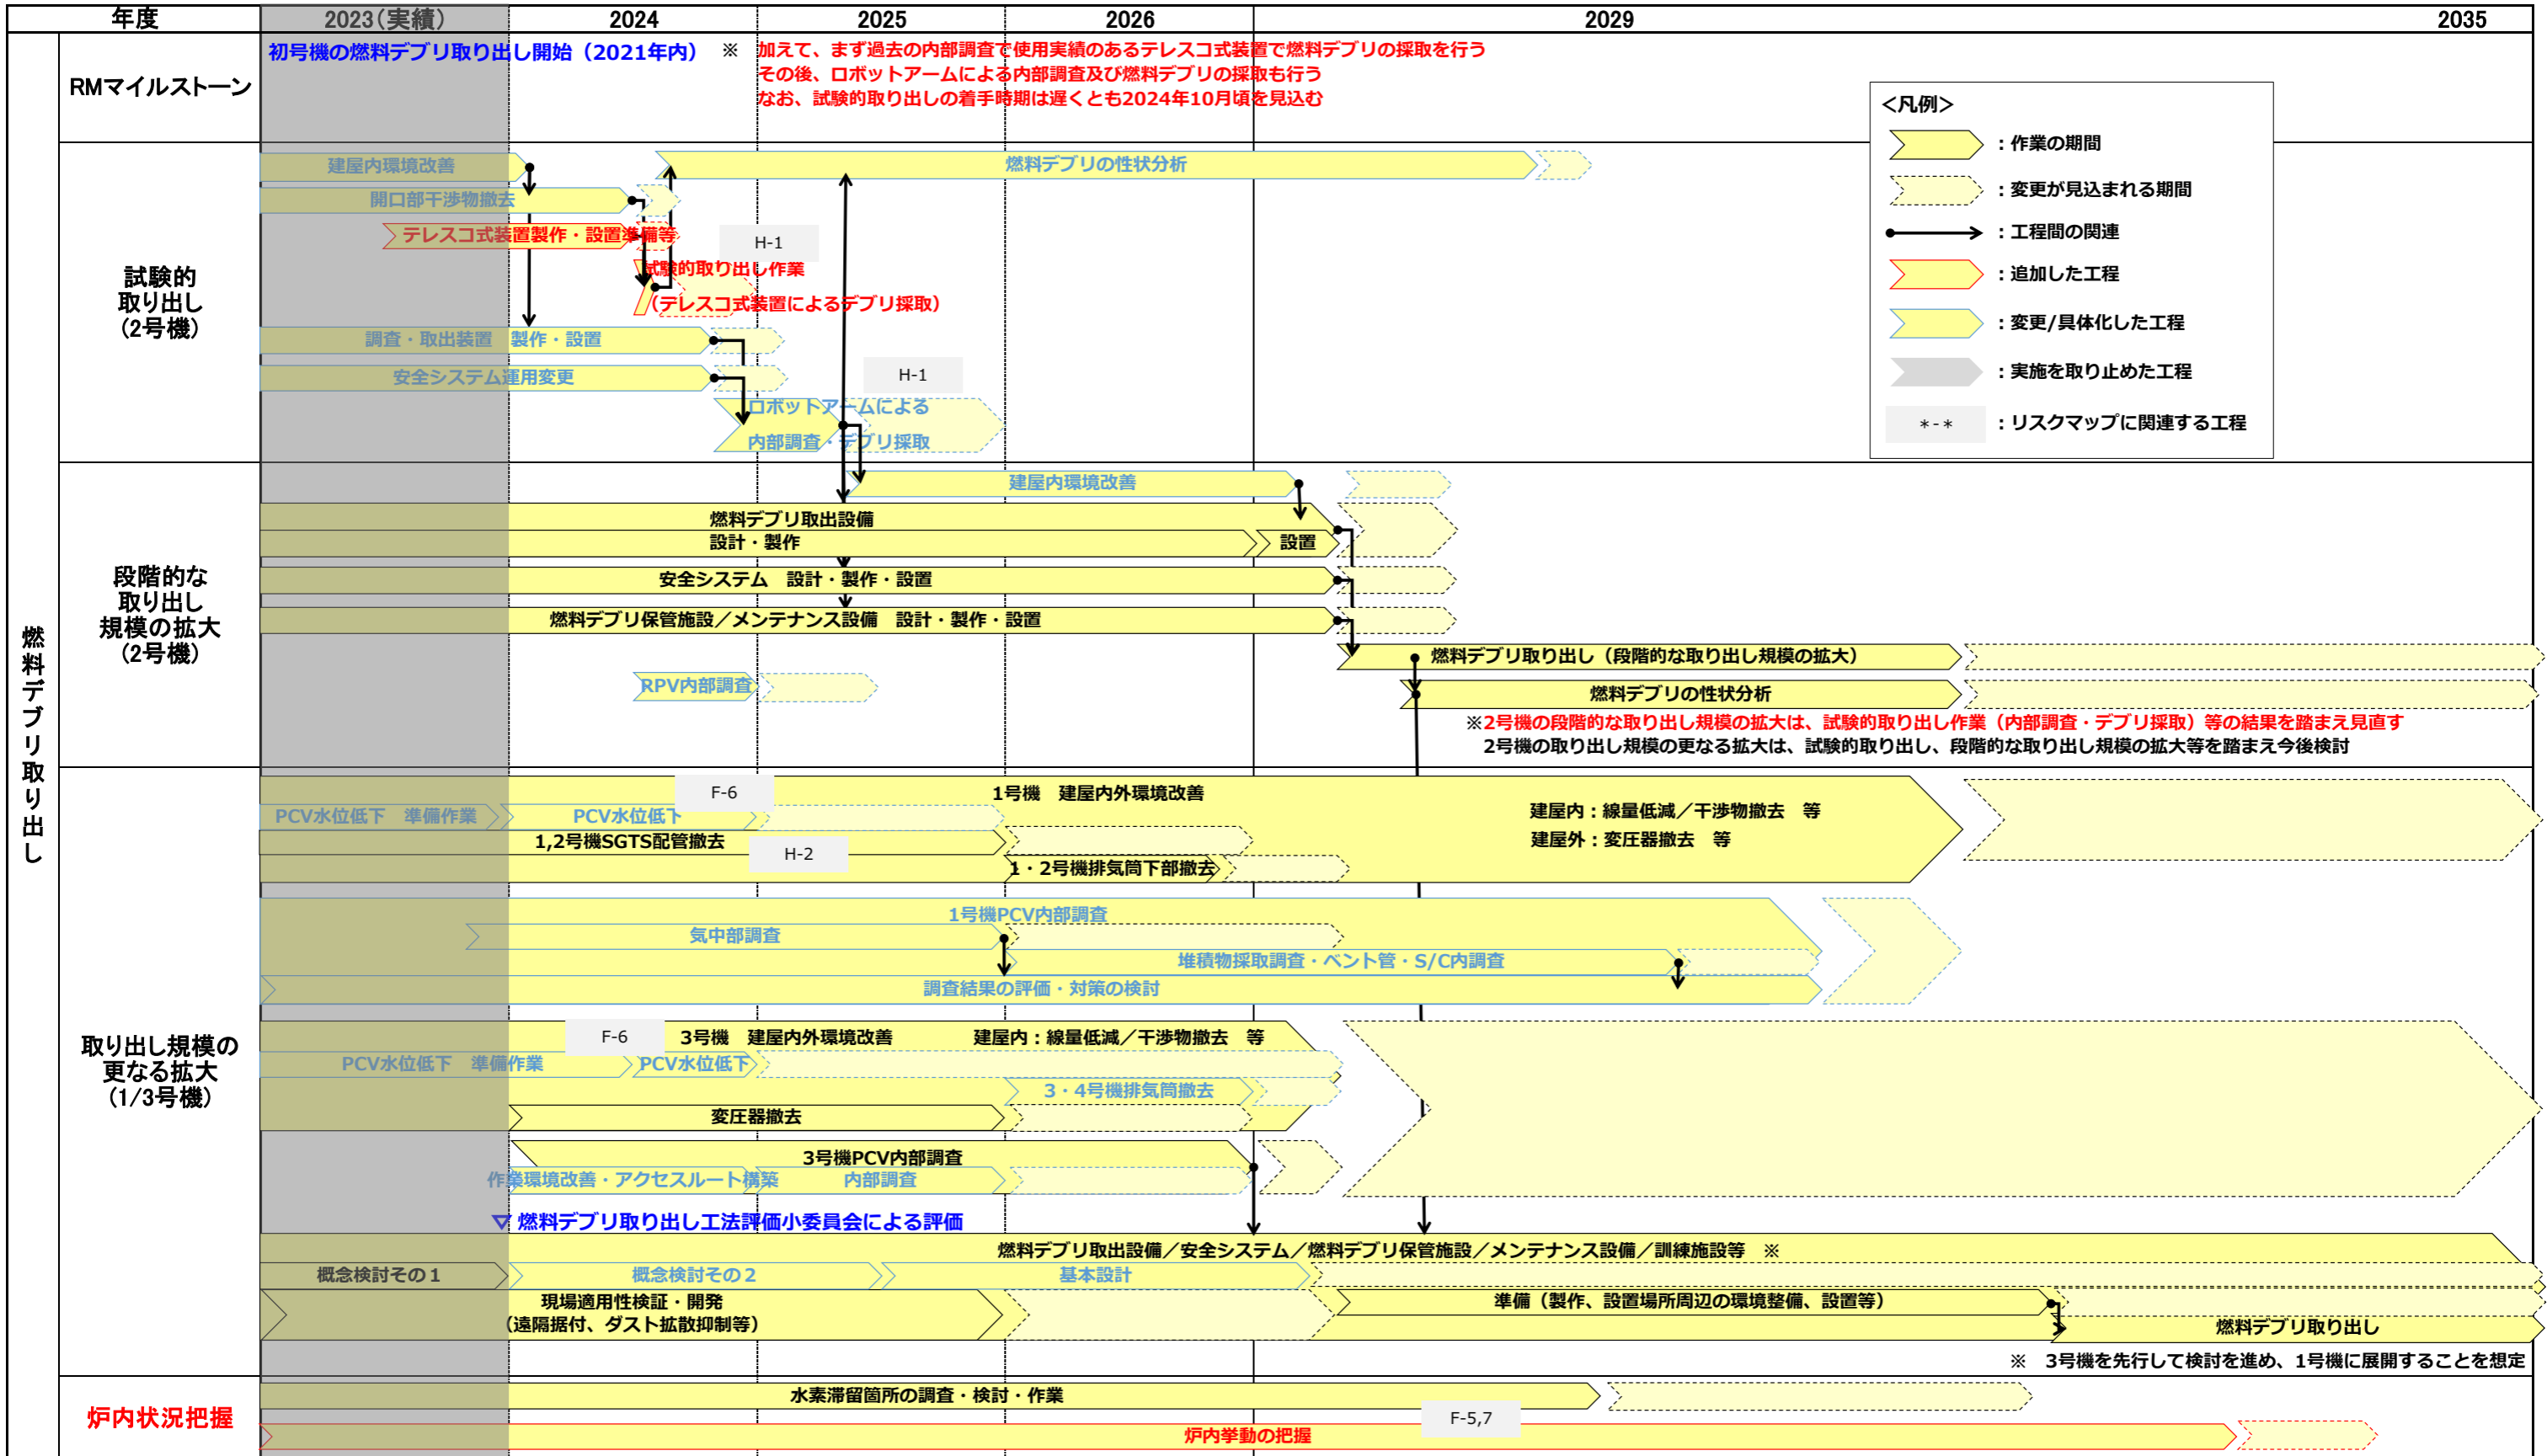 年度
2023(実績)
2024
2025
2026
2029
2035
燃料デブリ取り出し
RMマイルストーン
初号機の燃料デブリ取り出し開始（2021年内）　※
加えて、まず過去の内部調査で使用実績のあるテレスコ式装置で燃料デブリの採取を行う
その後、ロボットアームによる内部調査及び燃料デブリの採取も行う
なお、試験的取り出しの着手時期は遅くとも2024年10月頃を見込む
＜凡例＞
：作業の期間
：変更が見込まれる期間
：工程間の関連
：追加した工程
：変更/具体化した工程
：実施を取り止めた工程
＊-＊
：リスクマップに関連する工程
試験的
取り出し
(2号機)
建屋内環境改善
燃料デブリの性状分析
開口部干渉物撤去
テレスコ式装置製作・設置準備等
H-1
試験的取り出し作業
（テレスコ式装置によるデブリ採取）
調査・取出装置　製作・設置
安全システム運用変更
H-1
ロボットアームによる
内部調査・デブリ採取
段階的な
取り出し
規模の拡大
(2号機)
建屋内環境改善
燃料デブリ取出設備
設計・製作
設置
安全システム　設計・製作・設置
燃料デブリ保管施設／メンテナンス設備　設計・製作・設置
燃料デブリ取り出し（段階的な取り出し規模の拡大）
RPV内部調査
燃料デブリの性状分析
※2号機の段階的な取り出し規模の拡大は、試験的取り出し作業（内部調査・デブリ採取）等の結果を踏まえ見直す
2号機の取り出し規模の更なる拡大は、試験的取り出し、段階的な取り出し規模の拡大等を踏まえ今後検討
取り出し規模の
更なる拡大
(1/3号機)
F-6
1号機　建屋内外環境改善
建屋内：線量低減／干渉物撤去　等
建屋外：変圧器撤去　等
PCV水位低下　準備作業
PCV水位低下
1,2号機SGTS配管撤去
H-2
1・2号機排気筒下部撤去
1号機PCV内部調査
気中部調査
堆積物採取調査・ベント管・S/C内調査
調査結果の評価・対策の検討
F-6
3号機　建屋内外環境改善
建屋内：線量低減／干渉物撤去　等
PCV水位低下　準備作業
PCV水位低下
3・4号機排気筒撤去
変圧器撤去
3号機PCV内部調査
作業環境改善・アクセスルート構築
内部調査
▽ 燃料デブリ取り出し工法評価小委員会による評価
燃料デブリ取出設備／安全システム／燃料デブリ保管施設／メンテナンス設備／訓練施設等　※
概念検討その１
概念検討その２
基本設計
現場適用性検証・開発
（遠隔据付、ダスト拡散抑制等）
準備（製作、設置場所周辺の環境整備、設置等）
燃料デブリ取り出し
※　3号機を先行して検討を進め、1号機に展開することを想定
炉内状況把握
水素滞留箇所の調査・検討・作業
F-5,7
炉内挙動の把握